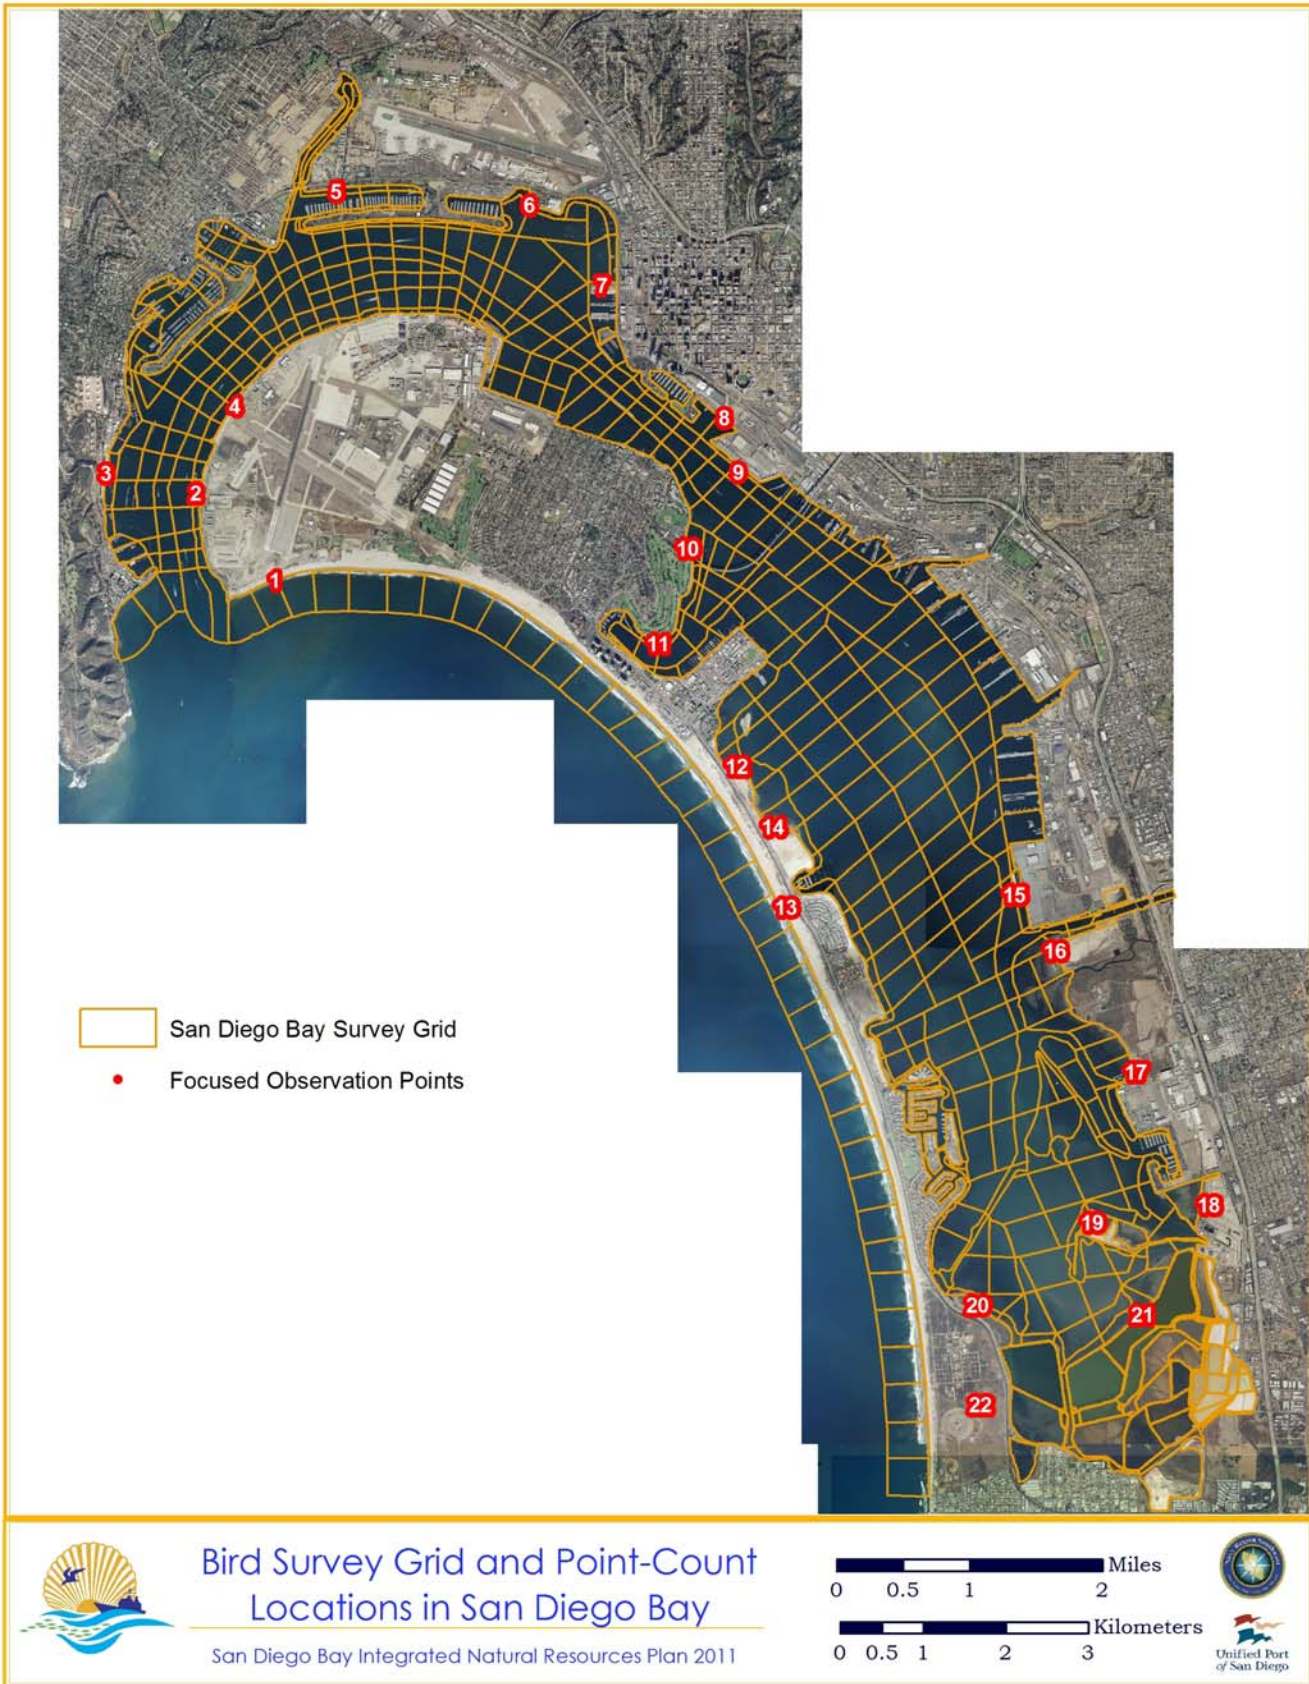 5
6
7
8
4
3
9
2
10
1
11
12
14
15
13
16
San Diego Bay Survey Grid
Focused Observation Points
17
18
19
20
21
22
Bird Survey Grid and Point-Count
Locations in San Diego Bay
San Diego Bay Integrated Natural Resources Plan 2011
Miles
0 0.5 1 2
Kilometers
0 0.5 1 2 3
Unified Port
of San Diego